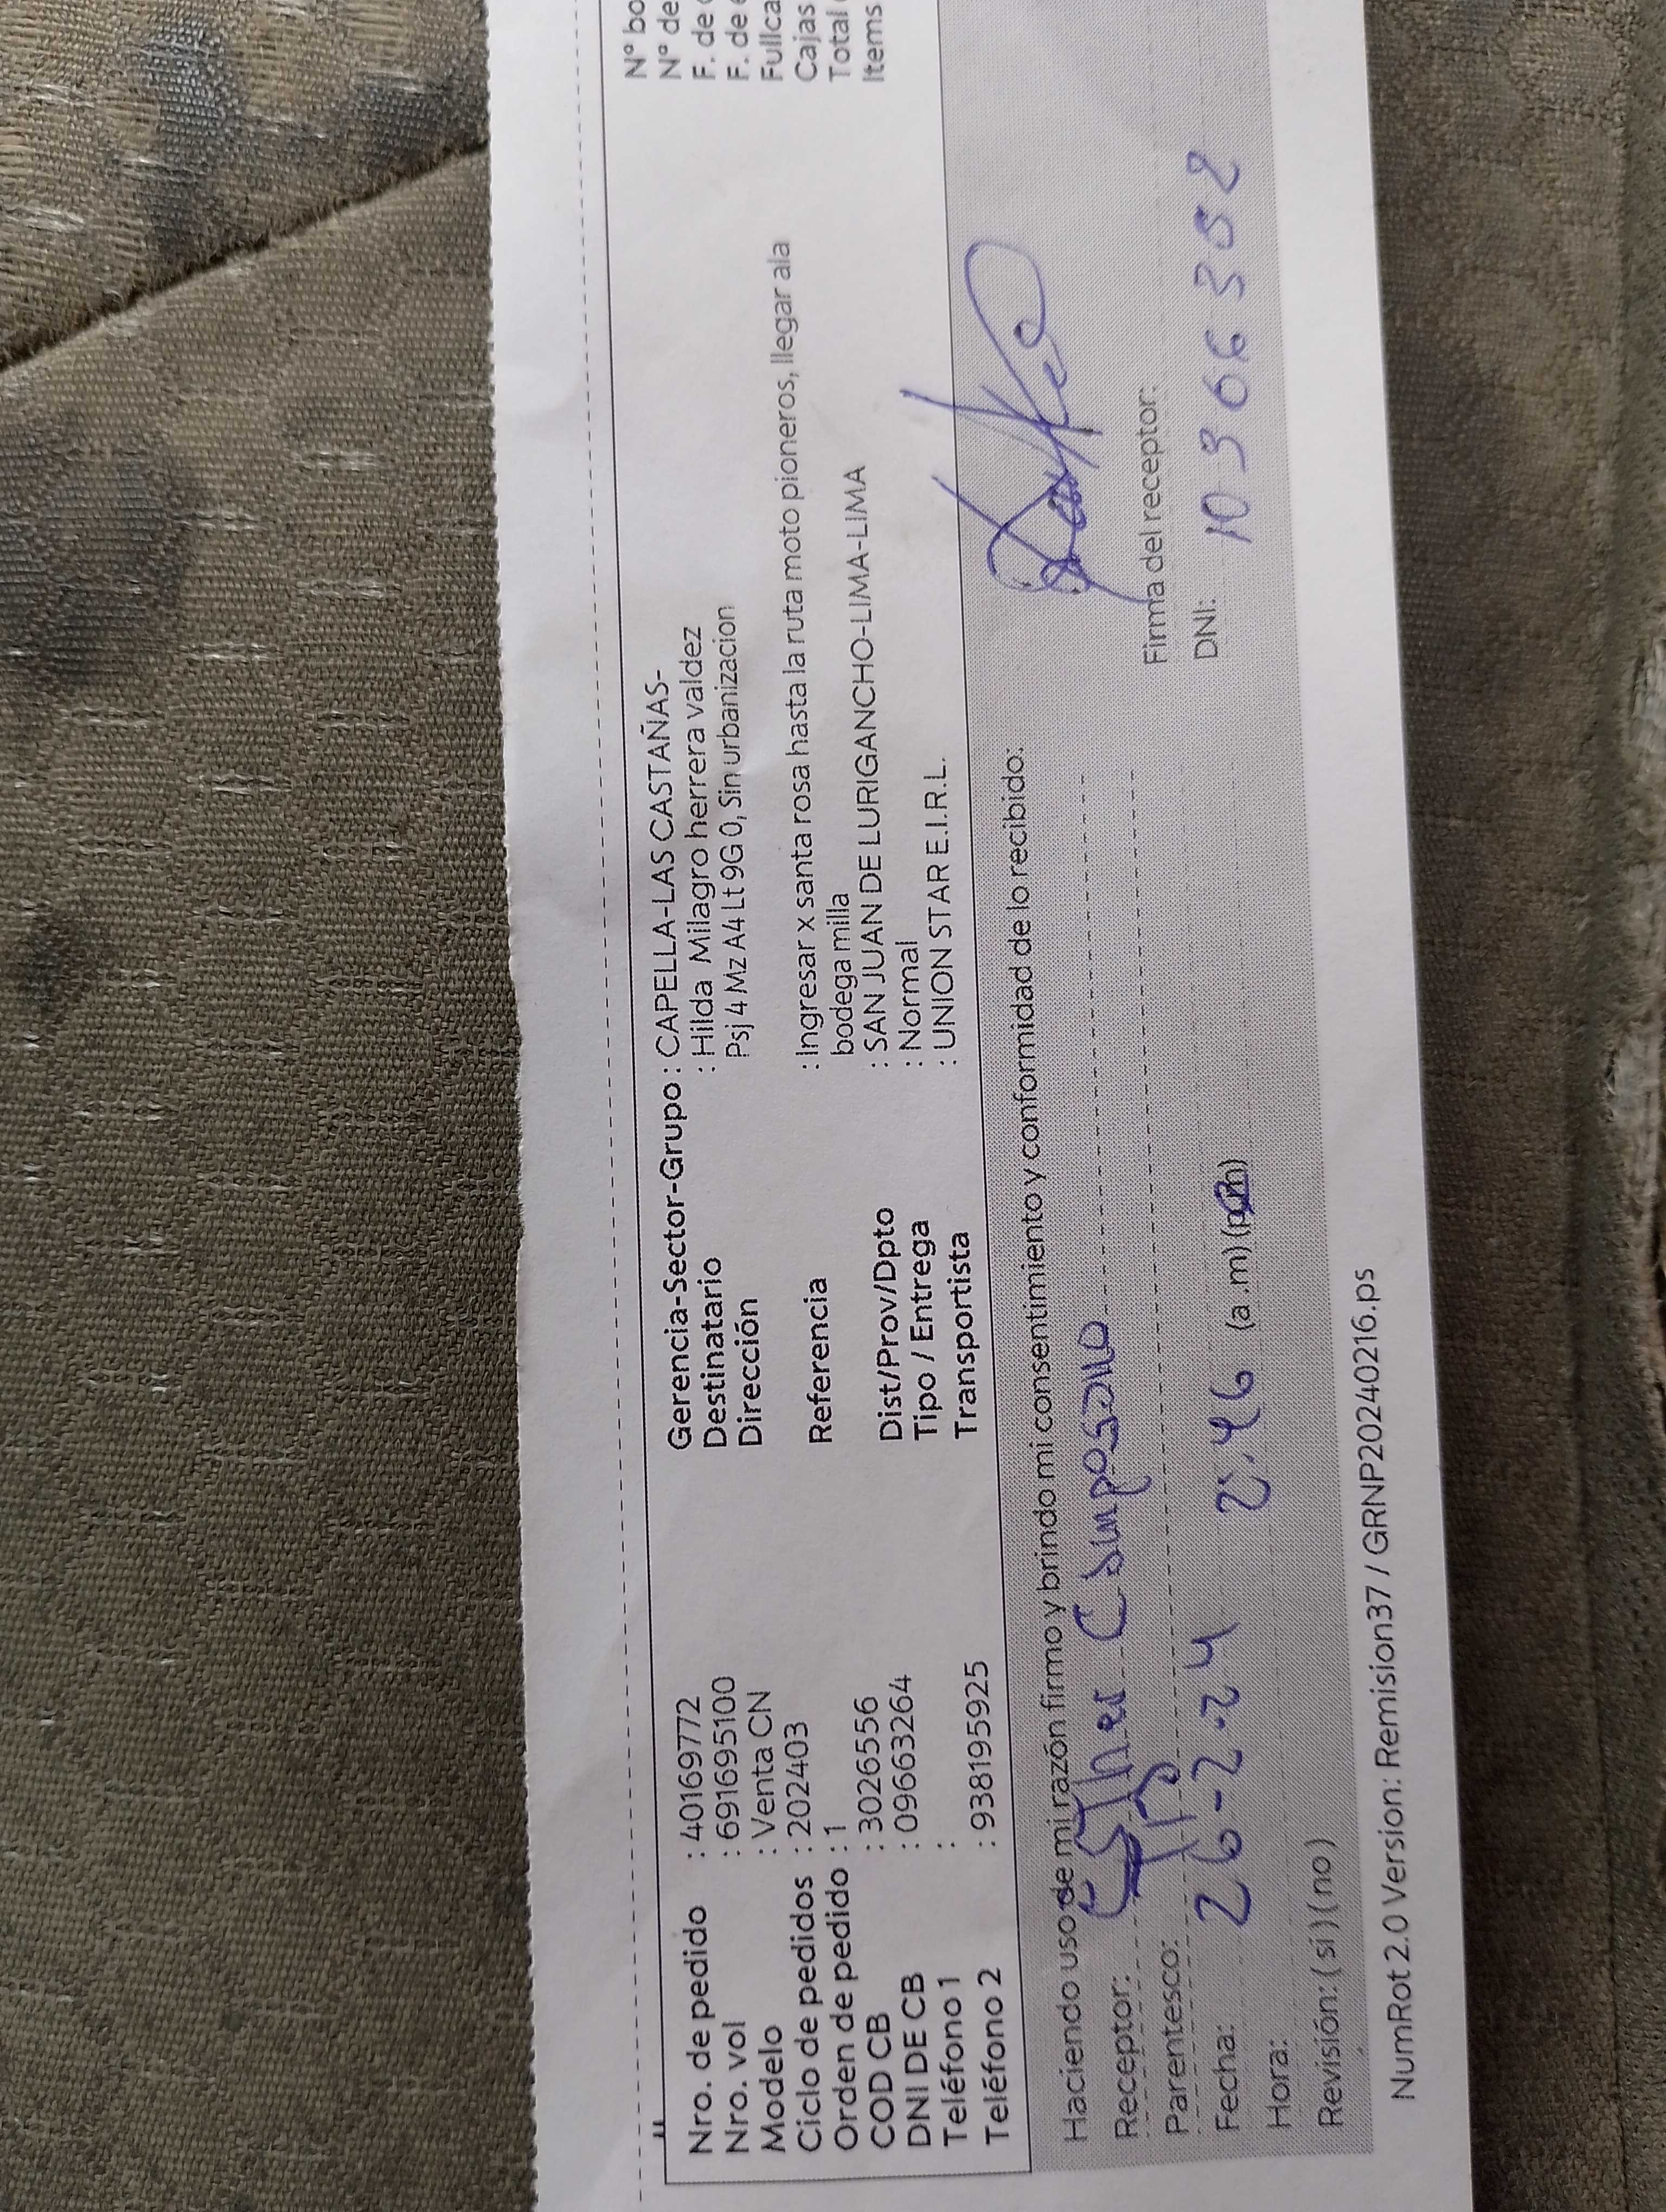 Nro. de pedido : 40169772
Nro. vol : 691695100
Modelo : Venta CN
Ciclo de pedidos : 202403
Orden de pedido : 1
COD CB : 3026556
DNI DE CB : 09663264
Teléfono 1 :
Teléfono 2 : 938195925
Gerencia-Sector-Grupo : CAPELLA-LAS CASTAÑAS-
Destinatario : Hilda Milagro herrera valdez
Dirección Psj 4 Mz A4 Lt 9G 0, Sin urbanizacion
Referencia : Ingresar x santa rosa hasta la ruta moto pioneros, llegar ala
bodega milla
Dist/Prov/Dpto : SAN JUAN DE LURIGANCHO-LIMA-LIMA
Tipo / Entrega : Normal
Transportista : UNION STAR E.I.R.L.
N° bo
N° de
F. de
F. de
Fullca
Cajas
Total
Items
Haciendo uso de mi razón firmo y brindo mi consentimiento y conformidad de lo recibido:
Receptor: Esther Camposano
Parentesco:
Fecha: 26-2-24
Hora: 2:46 (a.m) (p.m)
Revisión: (si) (no)
Firma del receptor:
DNI: 10366352
NumRot 2.0 Version: Remision37 / GRNP20240216.ps